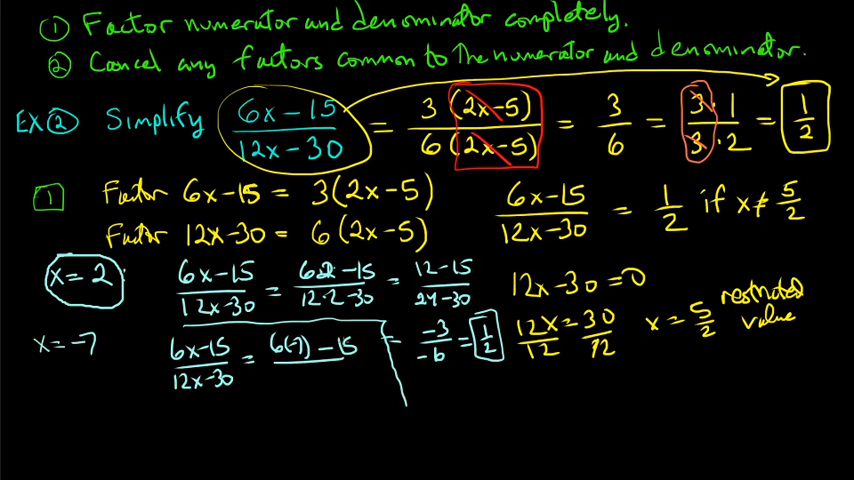 ① Factor numerator and denominator completely.
② Cancel any factors common to the numerator and denominator.
EX② Simplify (6x-15)/(12x-30) = 3(2x-5)/6(2x-5) = 3/6 = 3·1/3·2 = 1/2
1 Factor 6x-15 = 3(2x-5)
Factor 12x-30 = 6(2x-5)
(6x-15)/(12x-30) = 1/2 if x≠5/2
x=2 (6x-15)/(12x-30) = (6·2-15)/(12·2-30) = (12-15)/(24-30)
= -3/-6 = 1/2
12x-30=0
12x/12 = 30/12 x = 5/2 restricted value
x=-7 (6x-15)/(12x-30) = 6(-7)-15